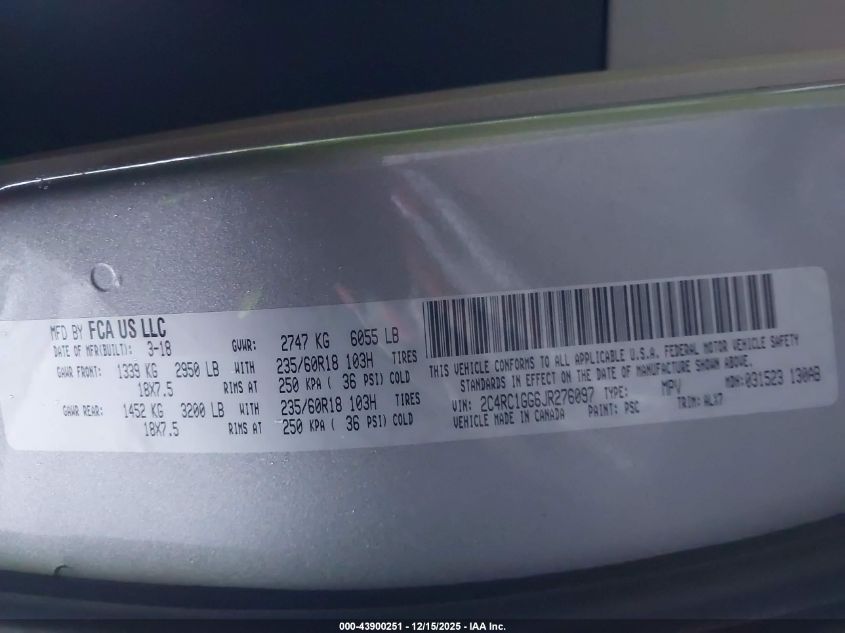 MFD BY FCA US LLC
DATE OF MFR(BUILT): 3-18 GVWR: 2747 KG 6055 LB
GAWR FRONT: 1339 KG 2950 LB WITH 235/60R18 103H TIRES
18X7.5 RIMS AT 250 KPA ( 36 PSI) COLD
GAWR REAR: 1452 KG 3200 LB WITH 235/60R18 103H TIRES
18X7.5 RIMS AT 250 KPA ( 36 PSI) COLD
THIS VEHICLE CONFORMS TO ALL APPLICABLE U.S.A. FEDERAL MOTOR VEHICLE SAFETY
STANDARDS IN EFFECT ON THE DATE OF MANUFACTURE SHOWN ABOVE.
VIN: 2C4RC1GG6JR276097 TYPE: MPV MDH: 031523 130AB
VEHICLE MADE IN CANADA PAINT: PSC TRIM: ALX7
000-43900251 - 12/15/2025 - IAA Inc.